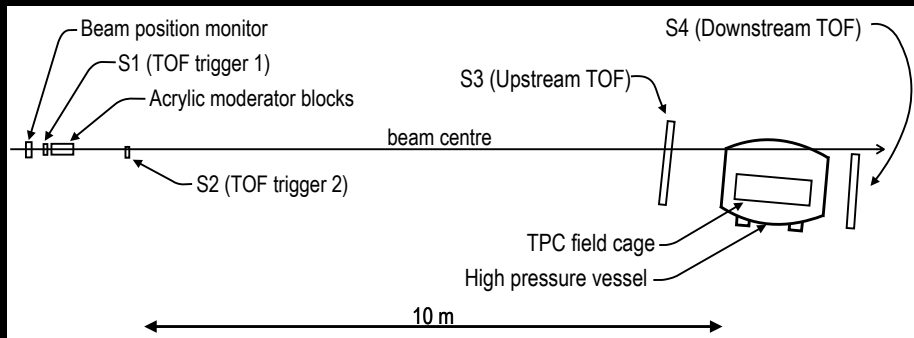 Beam position monitor
S1 (TOF trigger 1)
Acrylic moderator blocks
S2 (TOF trigger 2)
beam centre
S3 (Upstream TOF)
S4 (Downstream TOF)
TPC field cage
High pressure vessel
10 m